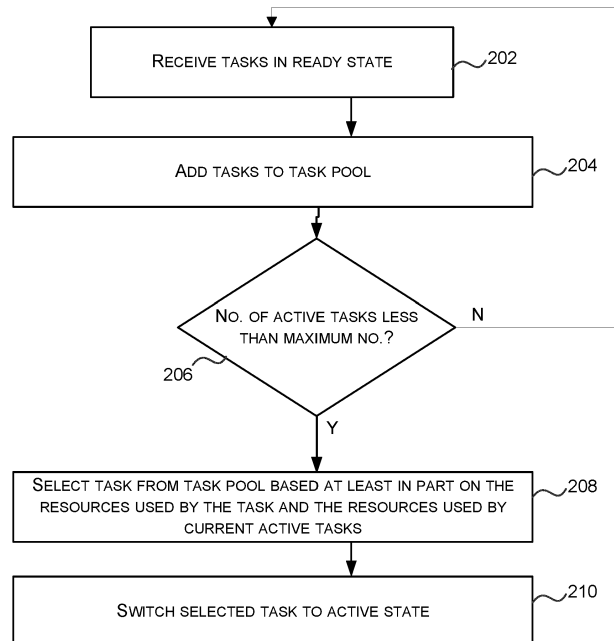 RECEIVE TASKS IN READY STATE
202
ADD TASKS TO TASK POOL
204
NO. OF ACTIVE TASKS LESS
THAN MAXIMUM NO.?
N
206
Y
SELECT TASK FROM TASK POOL BASED AT LEAST IN PART ON THE
RESOURCES USED BY THE TASK AND THE RESOURCES USED BY
CURRENT ACTIVE TASKS
208
SWITCH SELECTED TASK TO ACTIVE STATE
210